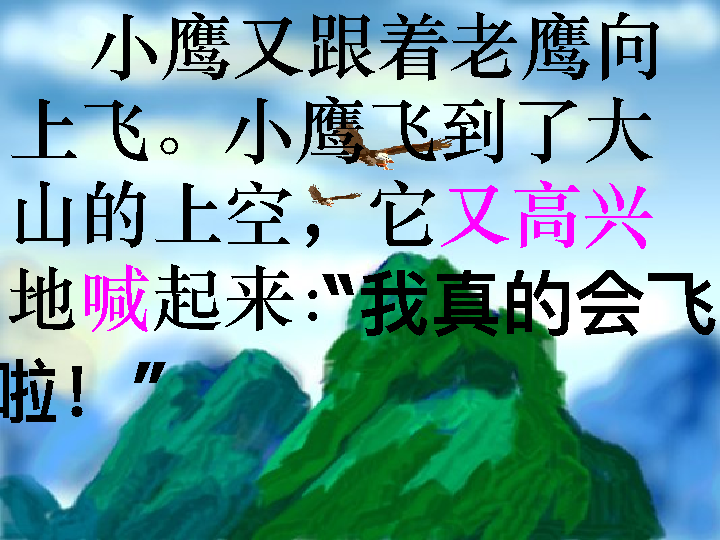 小鹰又跟着老鹰向
上飞。小鹰飞到了大
山的上空，它又高兴
地喊起来:“我真的会飞
啦！”